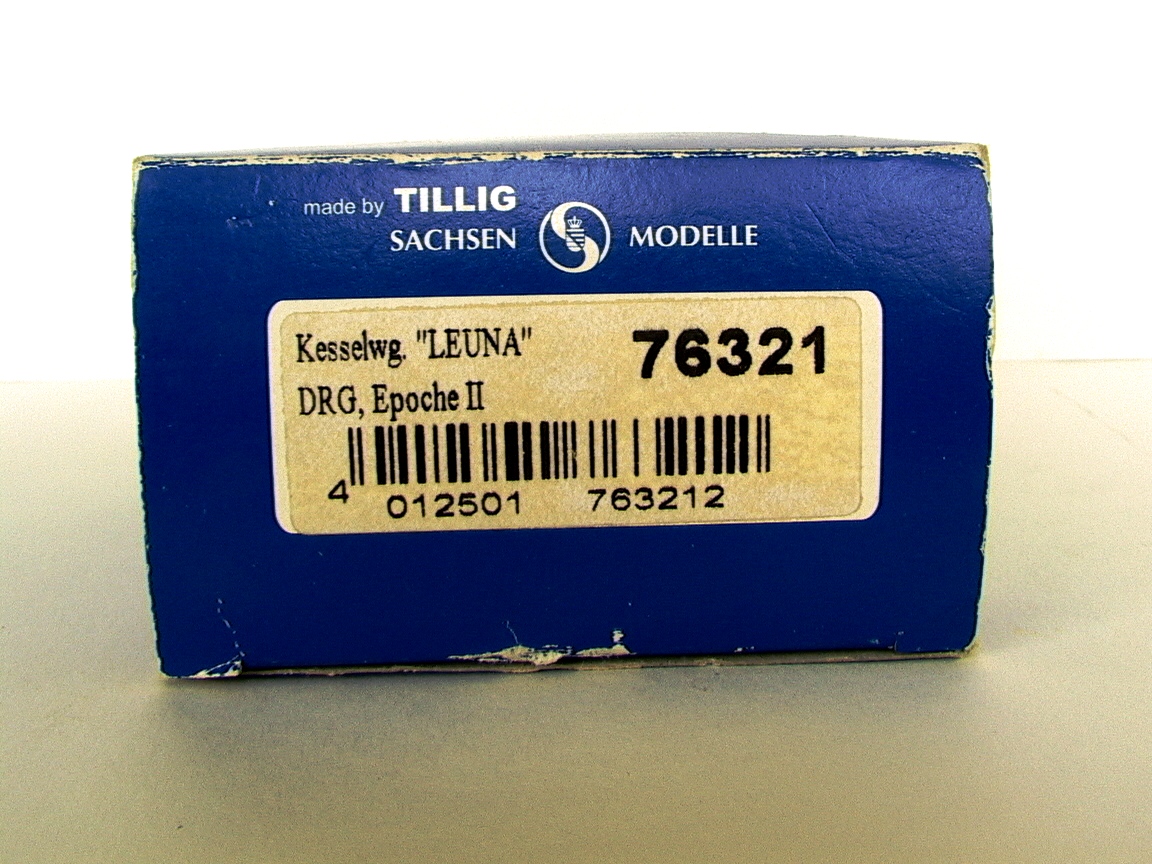 made by TILLIG
SACHSEN MODELLE
Kesselwg. "LEUNA" 76321
DRG, Epoche II
4 012501 763212